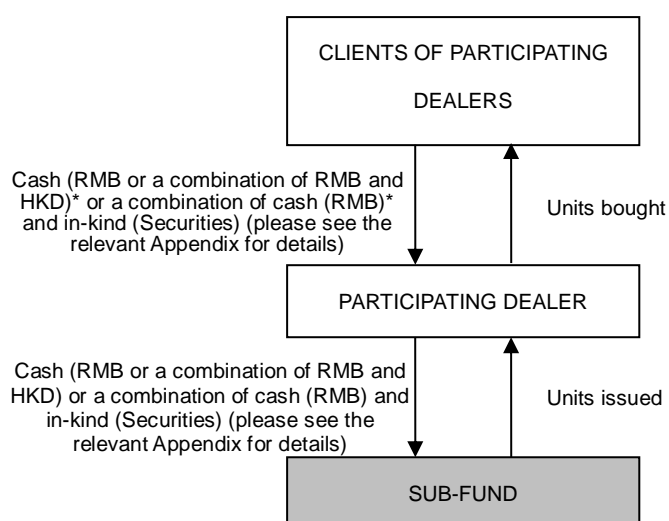 CLIENTS OF PARTICIPATING
DEALERS
Cash (RMB or a combination of RMB and
HKD)* or a combination of cash (RMB)*
and in-kind (Securities) (please see the
relevant Appendix for details)
Units bought
PARTICIPATING DEALER
Cash (RMB or a combination of RMB and
HKD) or a combination of cash (RMB) and
in-kind (Securities) (please see the
relevant Appendix for details)
Units issued
SUB-FUND